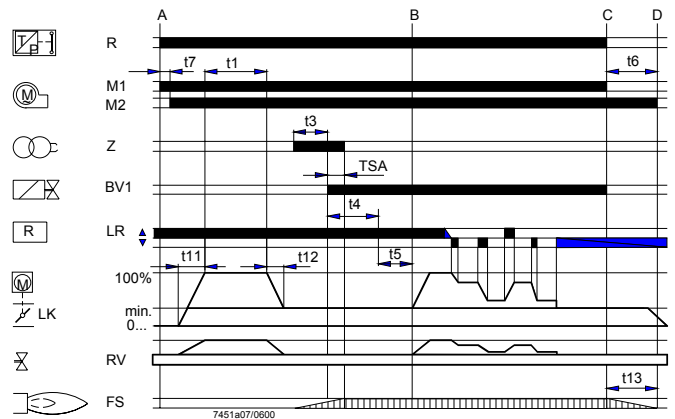 A B C D
T P R
t7 t1 t6
M1
M M2
t3
Z
TSA
BV1
t4
R LR
t11 t12 t5
100%
M
min.
LK
0...
RV
t13
FS
7451a07/0600